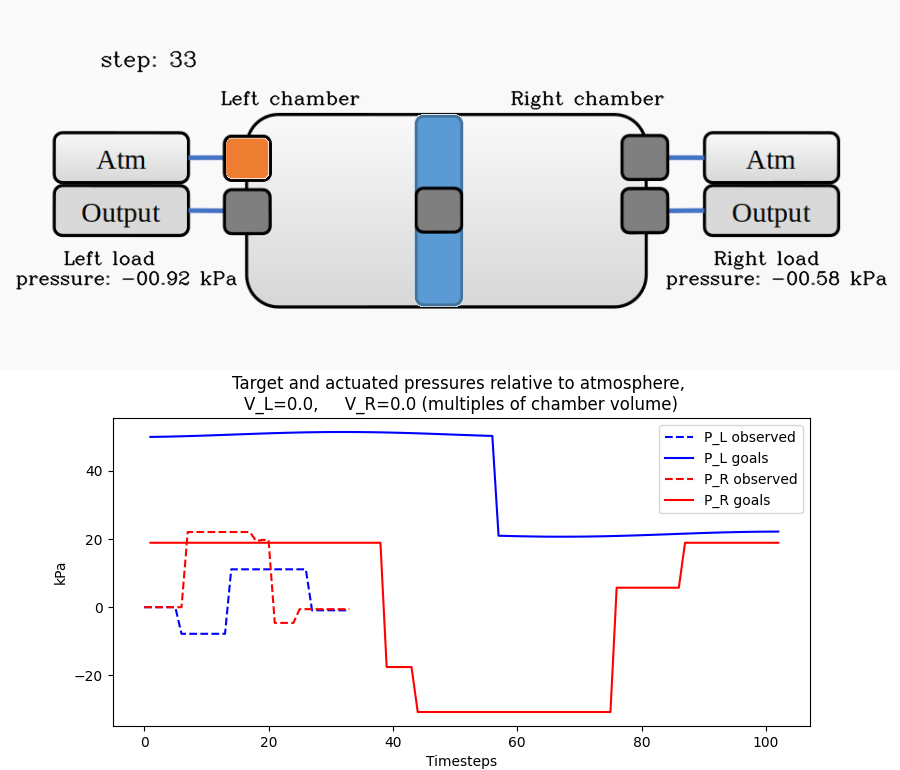 step: 33
Left chamber
Right chamber
Atm
Atm
Output
Output
Left load
pressure: -00.92 kPa
Right load
pressure: -00.58 kPa
Target and actuated pressures relative to atmosphere,
V_L=0.0, V_R=0.0 (multiples of chamber volume)
P_L observed
P_L goals
P_R observed
P_R goals
kPa
40
20
0
−20
0 20 40 60 80 100
Timesteps